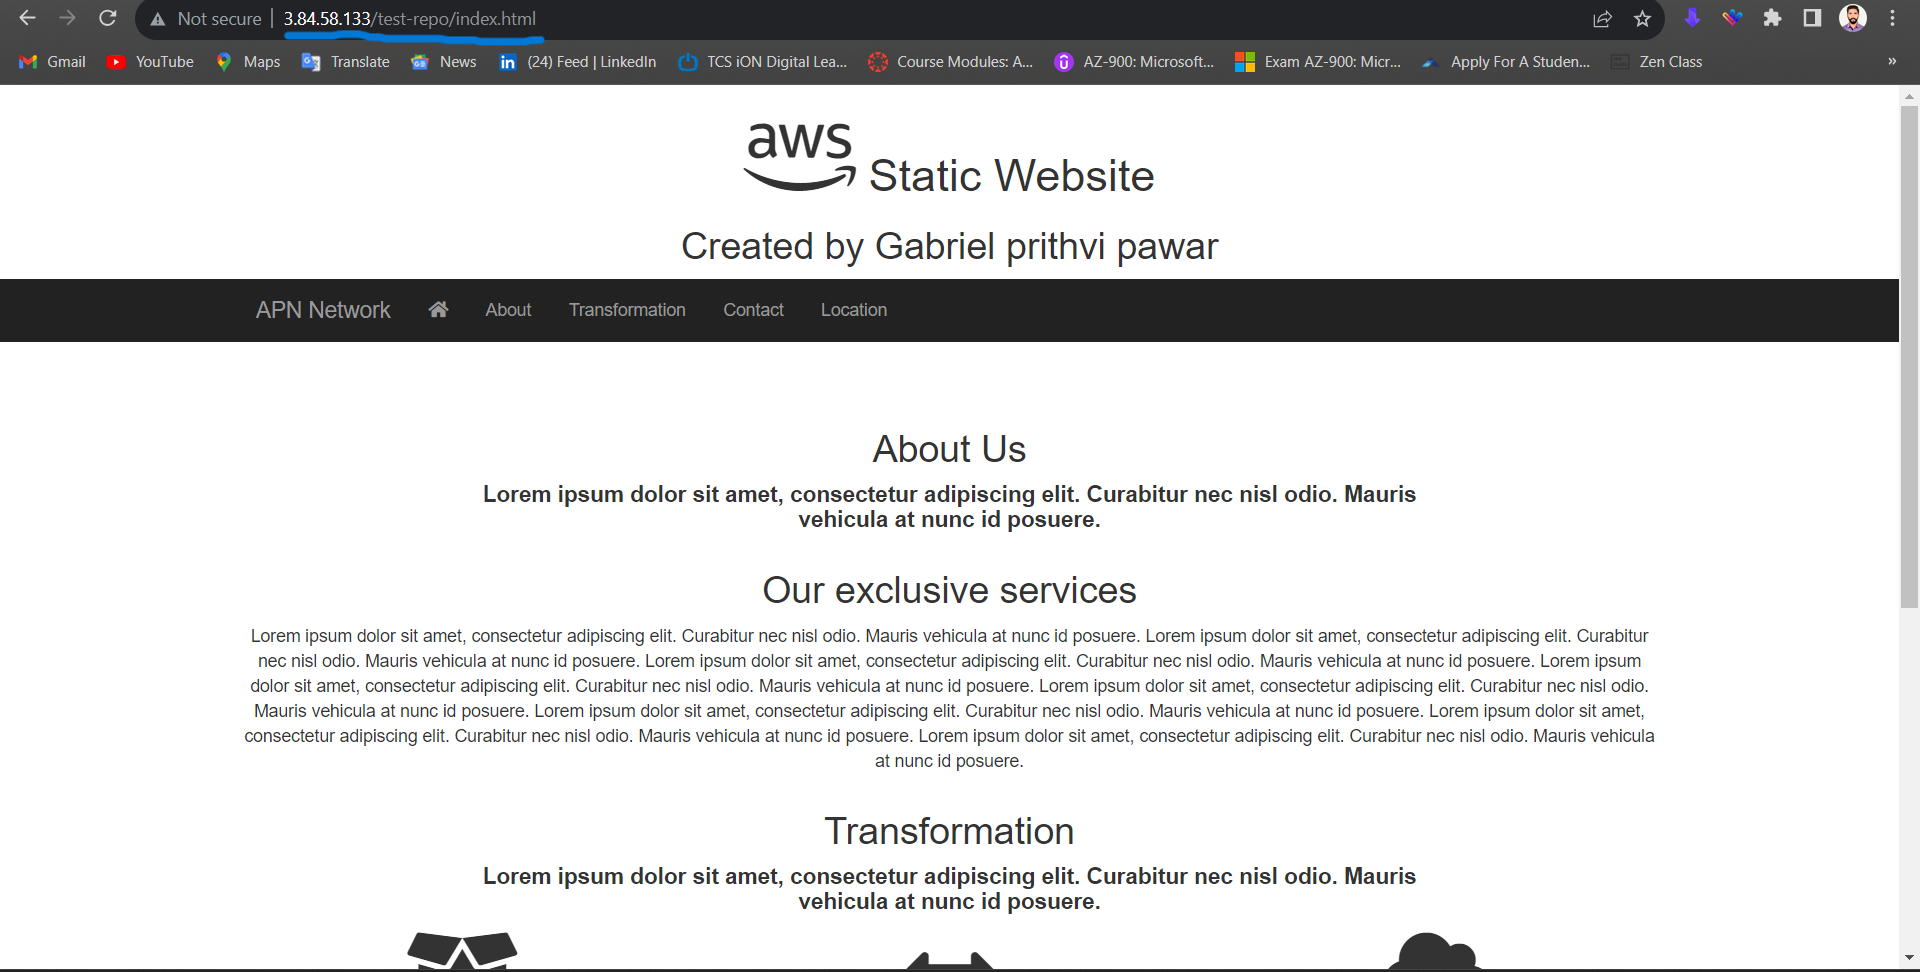 Not secure | 3.84.58.133/test-repo/index.html
Gmail YouTube Maps Translate News (24) Feed | LinkedIn TCS iON Digital Lea... Course Modules: A... AZ-900: Microsoft... Exam AZ-900: Micr... Apply For A Studen... Zen Class »
aws Static Website
Created by Gabriel prithvi pawar
APN Network About Transformation Contact Location
About Us
Lorem ipsum dolor sit amet, consectetur adipiscing elit. Curabitur nec nisl odio. Mauris
vehicula at nunc id posuere.
Our exclusive services
Lorem ipsum dolor sit amet, consectetur adipiscing elit. Curabitur nec nisl odio. Mauris vehicula at nunc id posuere. Lorem ipsum dolor sit amet, consectetur adipiscing elit. Curabitur
nec nisl odio. Mauris vehicula at nunc id posuere. Lorem ipsum dolor sit amet, consectetur adipiscing elit. Curabitur nec nisl odio. Mauris vehicula at nunc id posuere. Lorem ipsum
dolor sit amet, consectetur adipiscing elit. Curabitur nec nisl odio. Mauris vehicula at nunc id posuere. Lorem ipsum dolor sit amet, consectetur adipiscing elit. Curabitur nec nisl odio.
Mauris vehicula at nunc id posuere. Lorem ipsum dolor sit amet, consectetur adipiscing elit. Curabitur nec nisl odio. Mauris vehicula at nunc id posuere. Lorem ipsum dolor sit amet,
consectetur adipiscing elit. Curabitur nec nisl odio. Mauris vehicula at nunc id posuere. Lorem ipsum dolor sit amet, consectetur adipiscing elit. Curabitur nec nisl odio. Mauris vehicula
at nunc id posuere.
Transformation
Lorem ipsum dolor sit amet, consectetur adipiscing elit. Curabitur nec nisl odio. Mauris
vehicula at nunc id posuere.